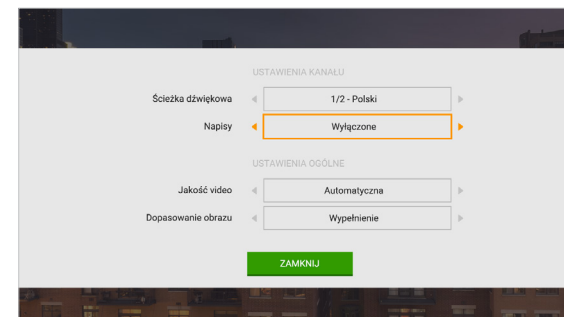 USTAWIENIA KANAŁU
Ścieżka dźwiękowa 1/2 - Polski
Napisy Wyłączone
USTAWIENIA OGÓLNE
Jakość video Automatyczna
Dopasowanie obrazu Wypełnienie
ZAMKNIJ